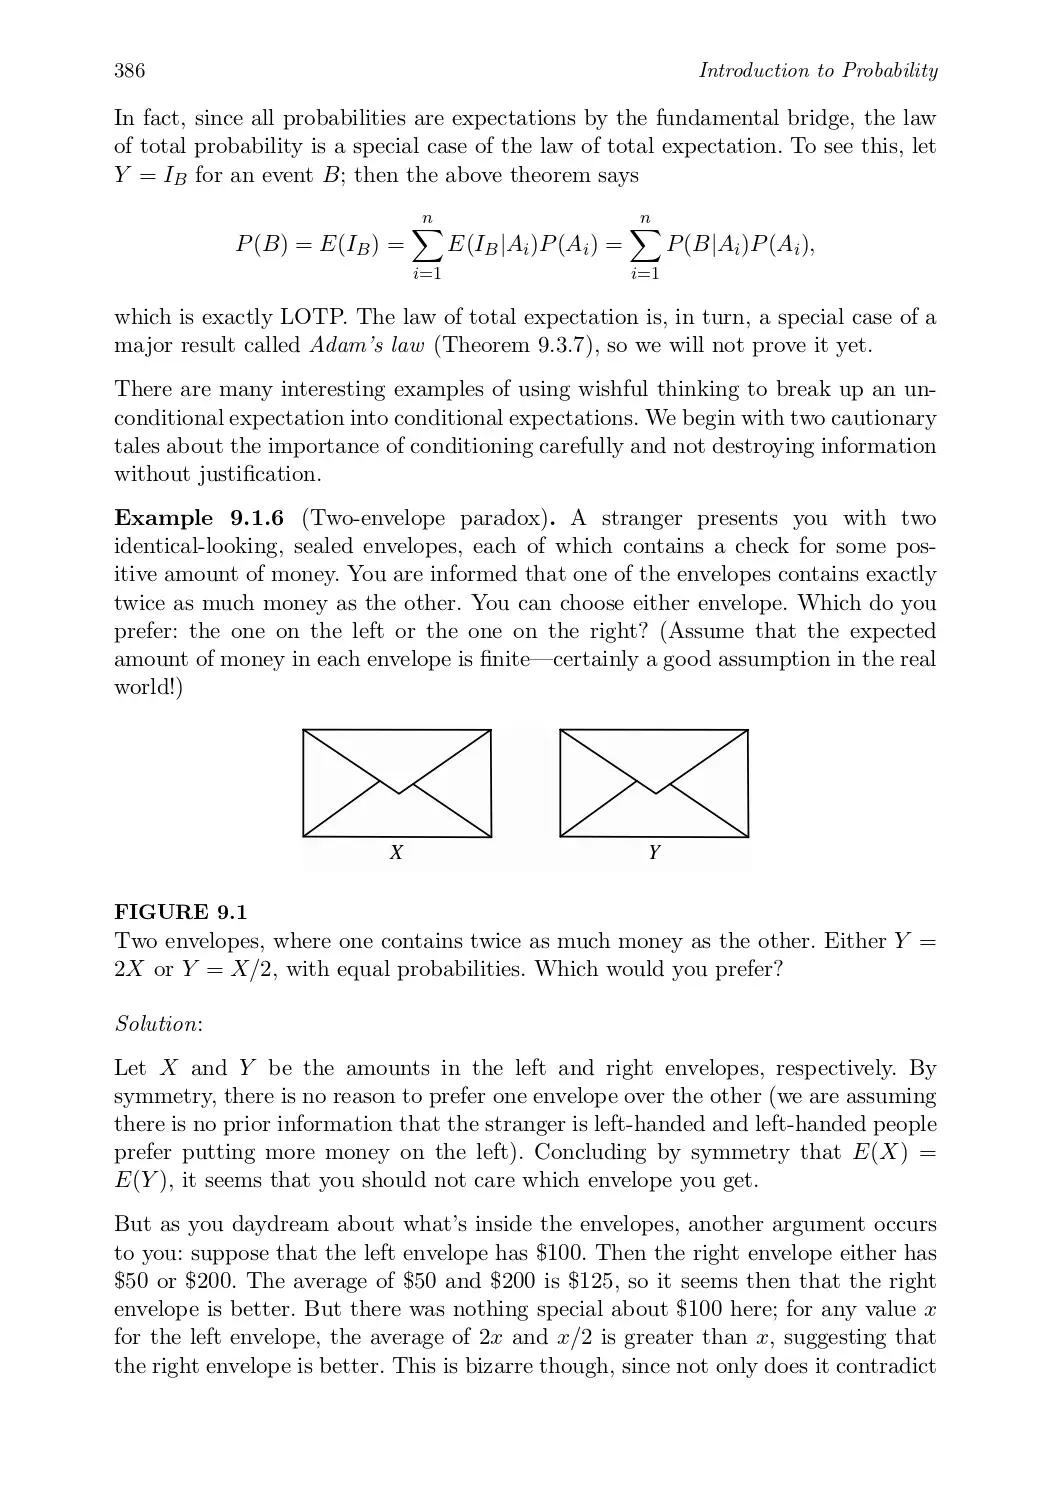 386 Introduction to Probability
In fact, since all probabilities are expectations by the fundamental bridge, the law
of total probability is a special case of the law of total expectation. To see this, let
Y = I_B for an event B; then the above theorem says
P(B) = E(I_B) = ∑_{i=1}^{n} E(I_B|A_i)P(A_i) = ∑_{i=1}^{n} P(B|A_i)P(A_i),
which is exactly LOTP. The law of total expectation is, in turn, a special case of a
major result called Adam's law (Theorem 9.3.7), so we will not prove it yet.
There are many interesting examples of using wishful thinking to break up an un-
conditional expectation into conditional expectations. We begin with two cautionary
tales about the importance of conditioning carefully and not destroying information
without justification.
Example 9.1.6 (Two-envelope paradox). A stranger presents you with two
identical-looking, sealed envelopes, each of which contains a check for some pos-
itive amount of money. You are informed that one of the envelopes contains exactly
twice as much money as the other. You can choose either envelope. Which do you
prefer: the one on the left or the one on the right? (Assume that the expected
amount of money in each envelope is finite—certainly a good assumption in the real
world!)
X Y
FIGURE 9.1
Two envelopes, where one contains twice as much money as the other. Either Y =
2X or Y = X/2, with equal probabilities. Which would you prefer?
Solution:
Let X and Y be the amounts in the left and right envelopes, respectively. By
symmetry, there is no reason to prefer one envelope over the other (we are assuming
there is no prior information that the stranger is left-handed and left-handed people
prefer putting more money on the left). Concluding by symmetry that E(X) =
E(Y), it seems that you should not care which envelope you get.
But as you daydream about what's inside the envelopes, another argument occurs
to you: suppose that the left envelope has $100. Then the right envelope either has
$50 or $200. The average of $50 and $200 is $125, so it seems then that the right
envelope is better. But there was nothing special about $100 here; for any value x
for the left envelope, the average of 2x and x/2 is greater than x, suggesting that
the right envelope is better. This is bizarre though, since not only does it contradict